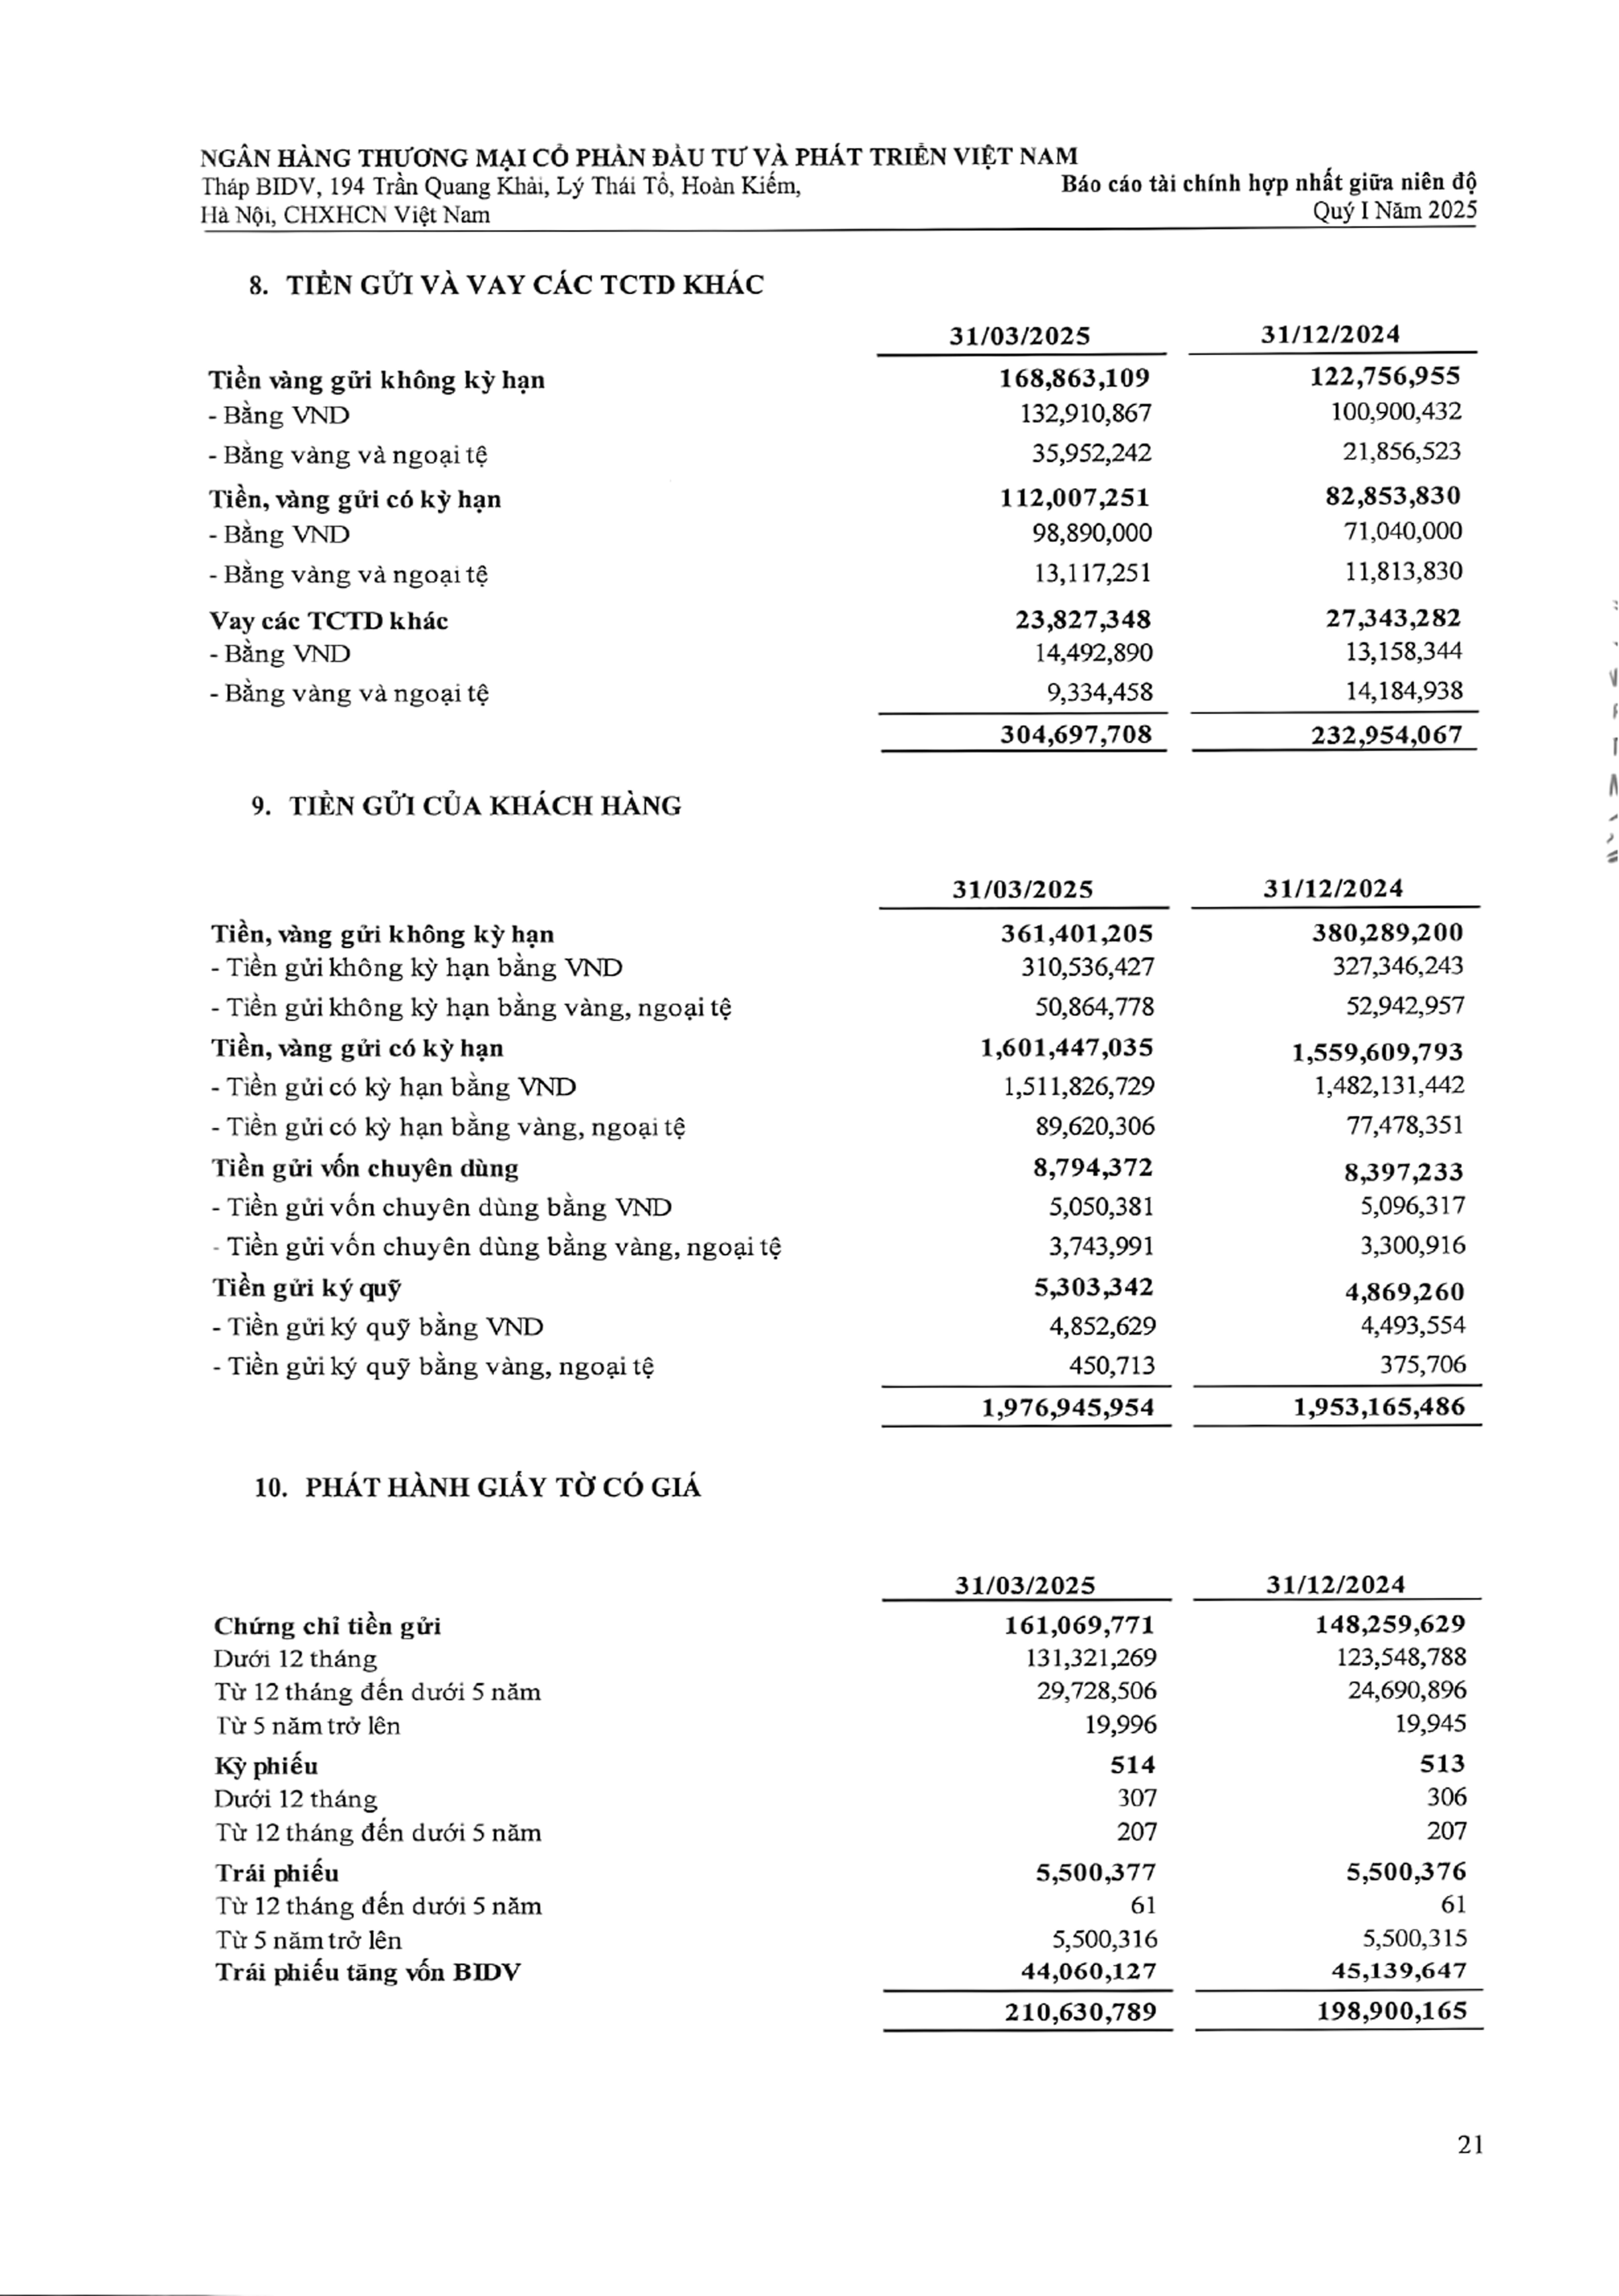 NGÂN HÀNG THƯƠNG MẠI CỔ PHẦN ĐẦU TƯ VÀ PHÁT TRIỂN VIỆT NAM
Tháp BIDV, 194 Trần Quang Khải, Lý Thái Tổ, Hoàn Kiếm, Báo cáo tài chính hợp nhất giữa niên độ
Hà Nội, CHXHCN Việt Nam Quý I Năm 2025
8. TIỀN GỬI VÀ VAY CÁC TCTD KHÁC
31/03/2025 31/12/2024
Tiền vàng gửi không kỳ hạn 168,863,109 122,756,955
- Bằng VND 132,910,867 100,900,432
- Bằng vàng và ngoại tệ 35,952,242 21,856,523
Tiền, vàng gửi có kỳ hạn 112,007,251 82,853,830
- Bằng VND 98,890,000 71,040,000
- Bằng vàng và ngoại tệ 13,117,251 11,813,830
Vay các TCTD khác 23,827,348 27,343,282
- Bằng VND 14,492,890 13,158,344
- Bằng vàng và ngoại tệ 9,334,458 14,184,938
304,697,708 232,954,067
9. TIỀN GỬI CỦA KHÁCH HÀNG
31/03/2025 31/12/2024
Tiền, vàng gửi không kỳ hạn 361,401,205 380,289,200
- Tiền gửi không kỳ hạn bằng VND 310,536,427 327,346,243
- Tiền gửi không kỳ hạn bằng vàng, ngoại tệ 50,864,778 52,942,957
Tiền, vàng gửi có kỳ hạn 1,601,447,035 1,559,609,793
- Tiền gửi có kỳ hạn bằng VND 1,511,826,729 1,482,131,442
- Tiền gửi có kỳ hạn bằng vàng, ngoại tệ 89,620,306 77,478,351
Tiền gửi vốn chuyên dùng 8,794,372 8,397,233
- Tiền gửi vốn chuyên dùng bằng VND 5,050,381 5,096,317
- Tiền gửi vốn chuyên dùng bằng vàng, ngoại tệ 3,743,991 3,300,916
Tiền gửi ký quỹ 5,303,342 4,869,260
- Tiền gửi ký quỹ bằng VND 4,852,629 4,493,554
- Tiền gửi ký quỹ bằng vàng, ngoại tệ 450,713 375,706
1,976,945,954 1,953,165,486
10. PHÁT HÀNH GIẤY TỜ CÓ GIÁ
31/03/2025 31/12/2024
Chứng chỉ tiền gửi 161,069,771 148,259,629
Dưới 12 tháng 131,321,269 123,548,788
Từ 12 tháng đến dưới 5 năm 29,728,506 24,690,896
Từ 5 năm trở lên 19,996 19,945
Kỳ phiếu 514 513
Dưới 12 tháng 307 306
Từ 12 tháng đến dưới 5 năm 207 207
Trái phiếu 5,500,377 5,500,376
Từ 12 tháng đến dưới 5 năm 61 61
Từ 5 năm trở lên 5,500,316 5,500,315
Trái phiếu tăng vốn BIDV 44,060,127 45,139,647
210,630,789 198,900,165
21